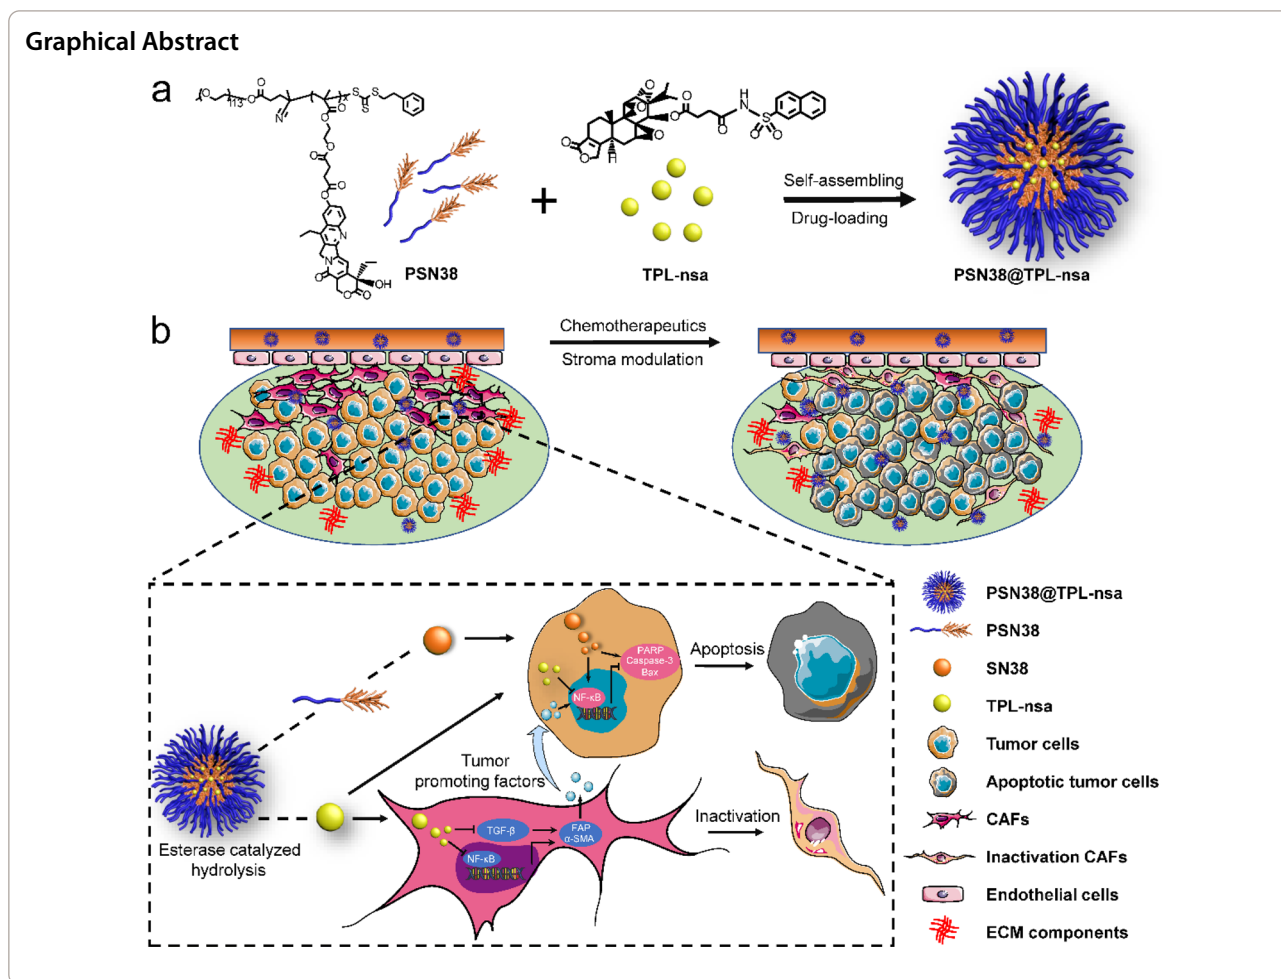 Graphical Abstract
a
O
113
O
O
N
O
O
S
S
S
O
O
O
O
O
O
N
N
O
OH
O
O
PSN38
+
O
O
O
O
O
O
H
O
O
O
H
N
S
O
O
TPL-nsa
Self-assembling
Drug-loading
PSN38@TPL-nsa
b
Chemotherapeutics
Stroma modulation
PARP
Caspase-3
Bax
NF-κB
Apoptosis
Tumor
promoting factors
TGF-β
FAP
α-SMA
NF-κB
Inactivation
Esterase catalyzed
hydrolysis
PSN38@TPL-nsa
PSN38
SN38
TPL-nsa
Tumor cells
Apoptotic tumor cells
CAFs
Inactivation CAFs
Endothelial cells
ECM components